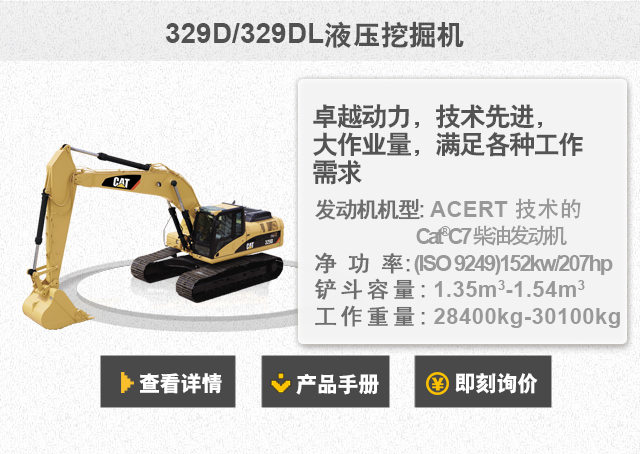 329D/329DL液压挖掘机
卓越动力，技术先进，
大作业量，满足各种工作
需求
发动机机型: ACERT 技术的
Cat®C7 柴油发动机
净 功 率: (ISO 9249)152kw/207hp
铲斗容量: 1.35m³-1.54m³
工作重量: 28400kg-30100kg
CAT
CAT
329D
查看详情
产品手册
即刻询价